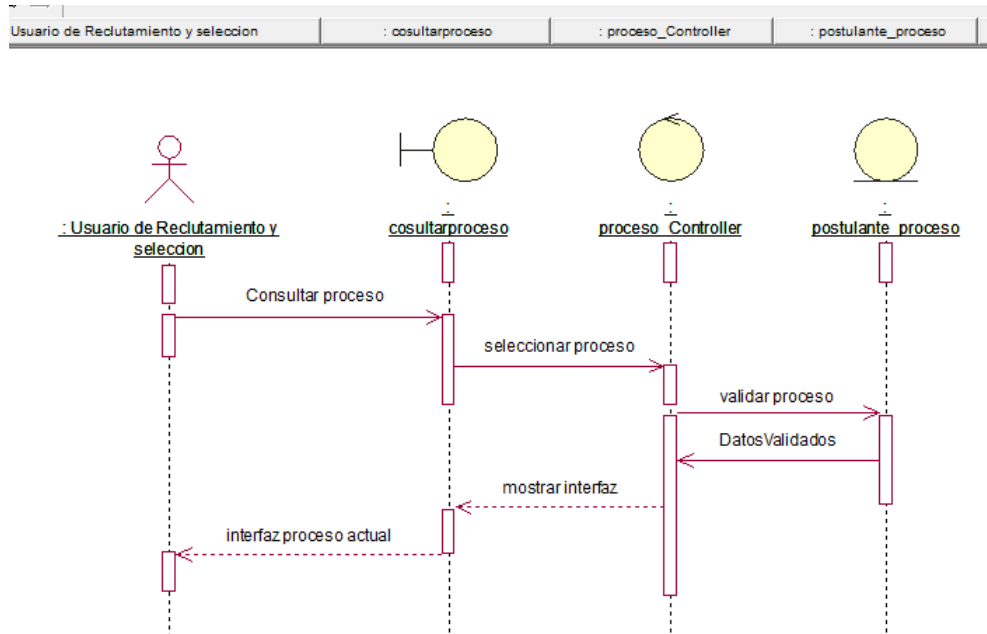 Usuario de Reclutamiento y seleccion
: cosultarproceso
: proceso_Controller
: postulante_proceso
: Usuario de Reclutamiento y
seleccion
:
cosultarproceso
:
proceso_Controller
:
postulante_proceso
Consultar proceso
seleccionar proceso
validar proceso
DatosValidados
mostrar interfaz
interfaz proceso actual